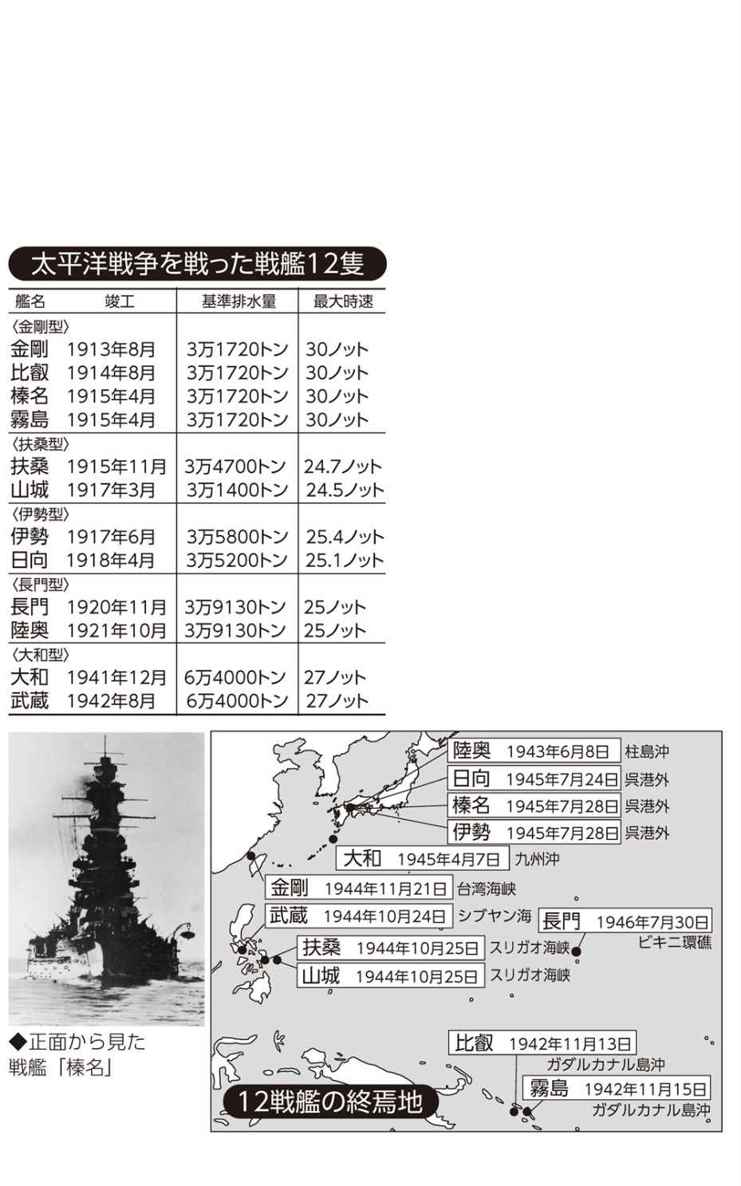 太平洋戦争を戦った戦艦12隻
艦名 竣工 基準排水量 最大時速
〈金剛型〉
金剛 1913年8月 3万1720トン 30ノット
比叡 1914年8月 3万1720トン 30ノット
榛名 1915年4月 3万1720トン 30ノット
霧島 1915年4月 3万1720トン 30ノット
〈扶桑型〉
扶桑 1915年11月 3万4700トン 24.7ノット
山城 1917年3月 3万1400トン 24.5ノット
〈伊勢型〉
伊勢 1917年6月 3万5800トン 25.4ノット
日向 1918年4月 3万5200トン 25.1ノット
〈長門型〉
長門 1920年11月 3万9130トン 25ノット
陸奥 1921年10月 3万9130トン 25ノット
〈大和型〉
大和 1941年12月 6万4000トン 27ノット
武蔵 1942年8月 6万4000トン 27ノット
◆正面から見た
戦艦「榛名」
陸奥 1943年6月8日 柱島沖
日向 1945年7月24日 呉港外
榛名 1945年7月28日 呉港外
伊勢 1945年7月28日 呉港外
大和 1945年4月7日 九州沖
金剛 1944年11月21日 台湾海峡
武蔵 1944年10月24日 シブヤン海
長門 1946年7月30日
ビキニ環礁
扶桑 1944年10月25日 スリガオ海峡
山城 1944年10月25日 スリガオ海峡
比叡 1942年11月13日
ガダルカナル島沖
霧島 1942年11月15日
ガダルカナル島沖
12戦艦の終焉地